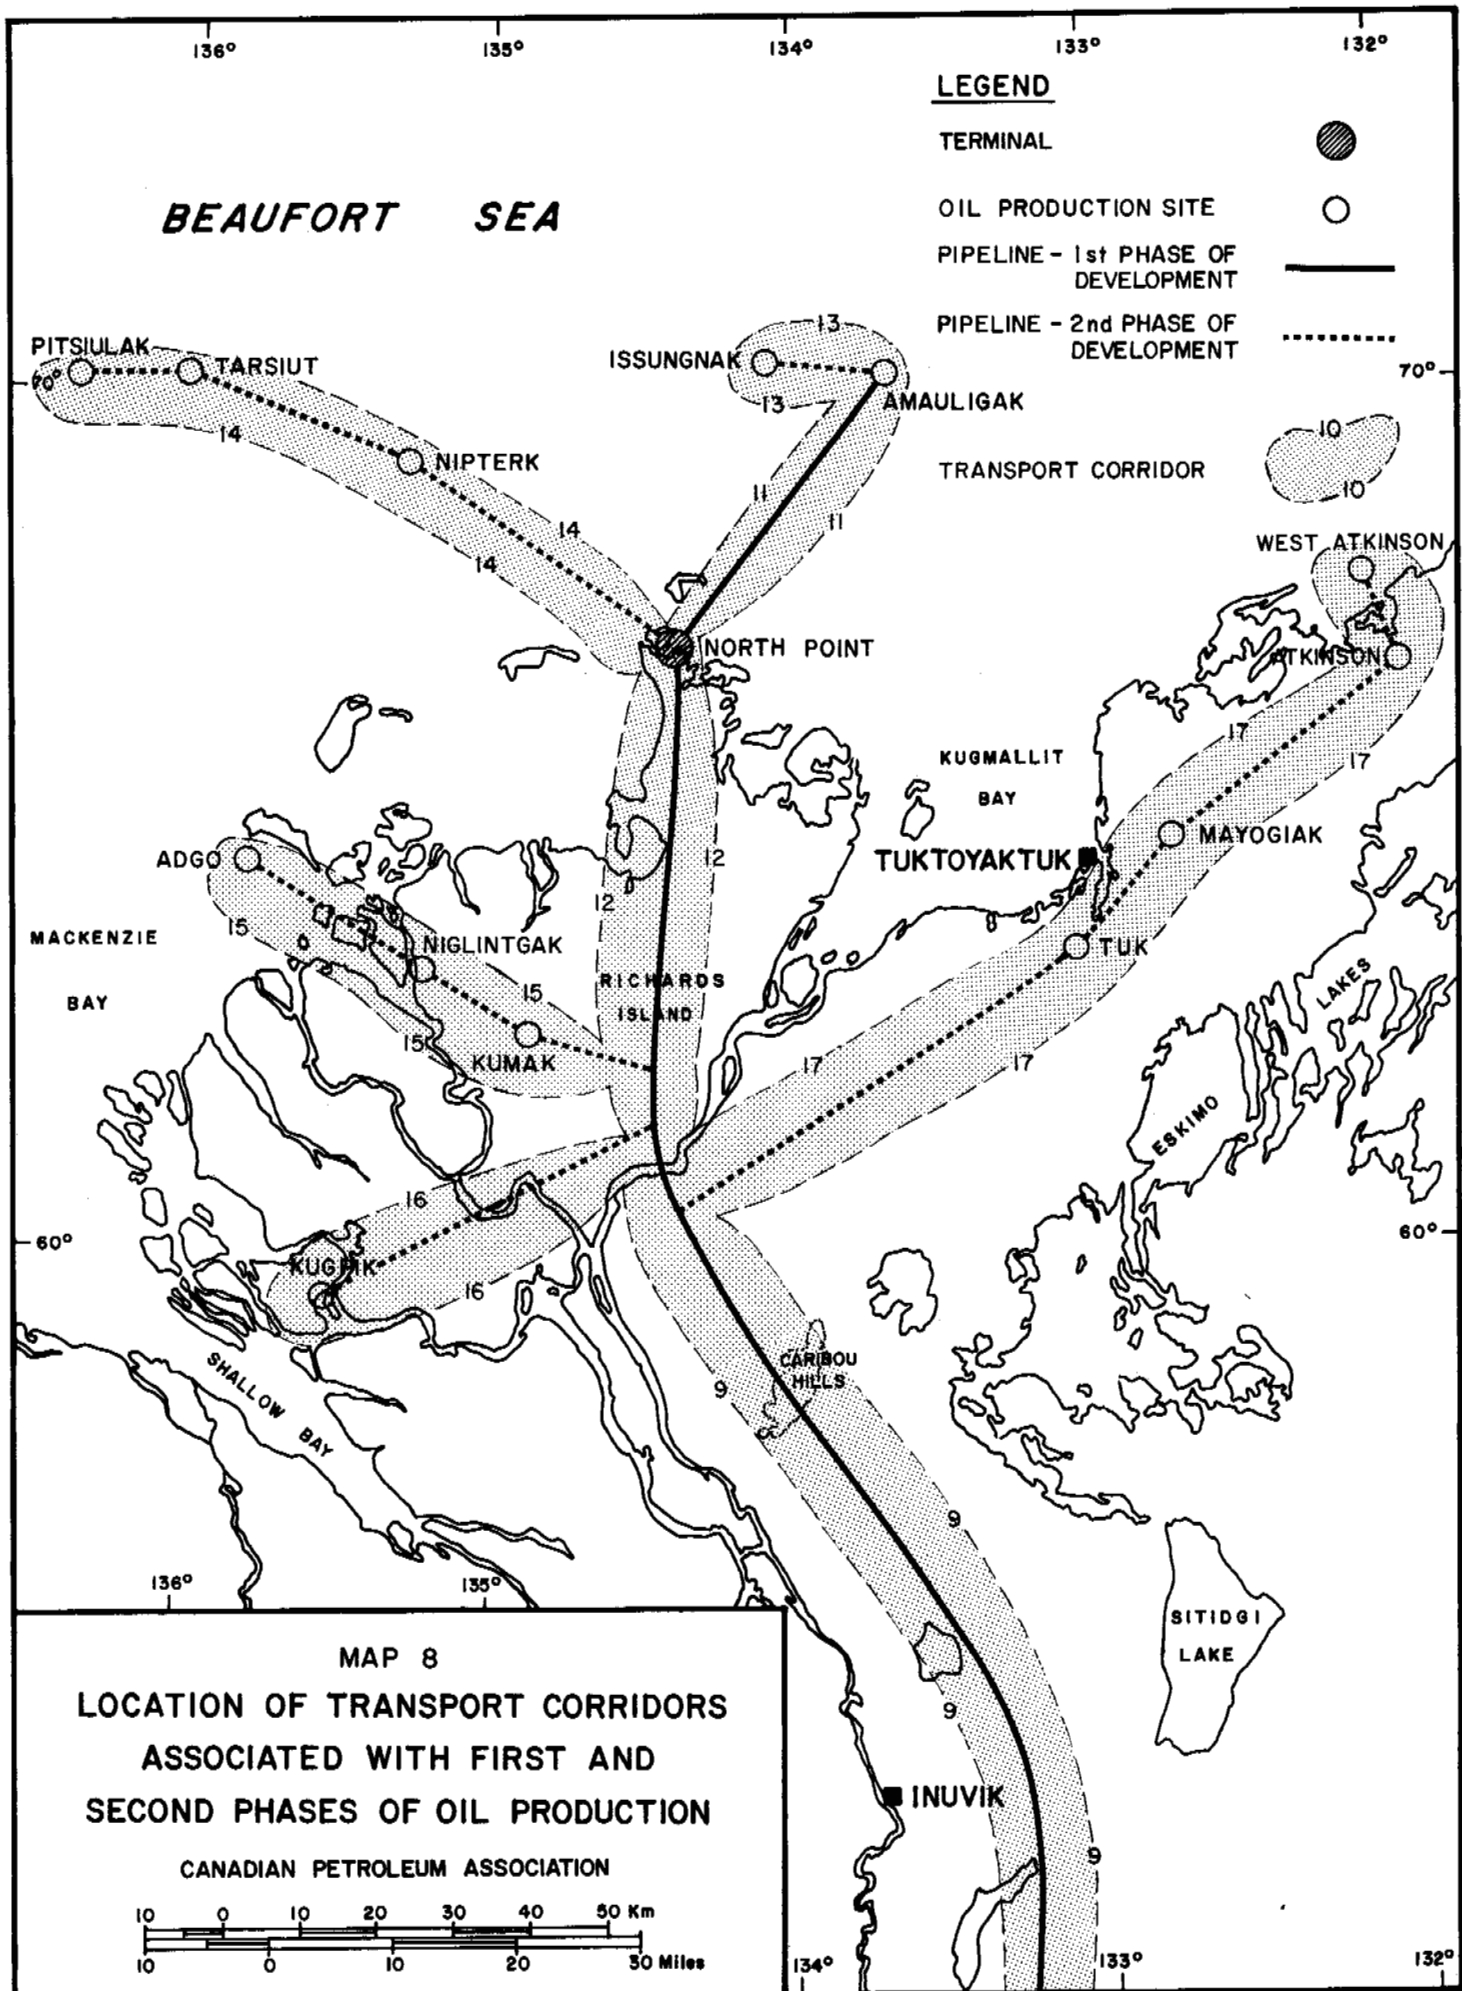 136° 135° 134° 133° 132°
LEGEND
TERMINAL
OIL PRODUCTION SITE
PIPELINE - 1st PHASE OF
DEVELOPMENT
PIPELINE - 2nd PHASE OF
DEVELOPMENT
TRANSPORT CORRIDOR
10
10
BEAUFORT SEA
PITSIULAK
TARSIUT
70°
70°
ISSUNGNAK
13
13
AMAULIGAK
14
NIPTERK
14
14
11
11
WEST ATKINSON
ATKINSON
NORTH POINT
17
17
KUGMALLIT
BAY
MAYOGIAK
TUKTOYAKTUK
ADGO
12
12
15
NIGLINTGAK
TUK
MACKENZIE
BAY
RICHARDS
ISLAND
15
15
KUMAK
17
17
ESKIMO
LAKES
16
60°
60°
KUGPIK
16
SHALLOW
BAY
CARIBOU
HILLS
9
9
136° 135°
SITIDGI
LAKE
9
INUVIK
9
MAP 8
LOCATION OF TRANSPORT CORRIDORS
ASSOCIATED WITH FIRST AND
SECOND PHASES OF OIL PRODUCTION
CANADIAN PETROLEUM ASSOCIATION
10 0 10 20 30 40 50 Km
10 0 10 20 30 Miles
134° 133° 132°